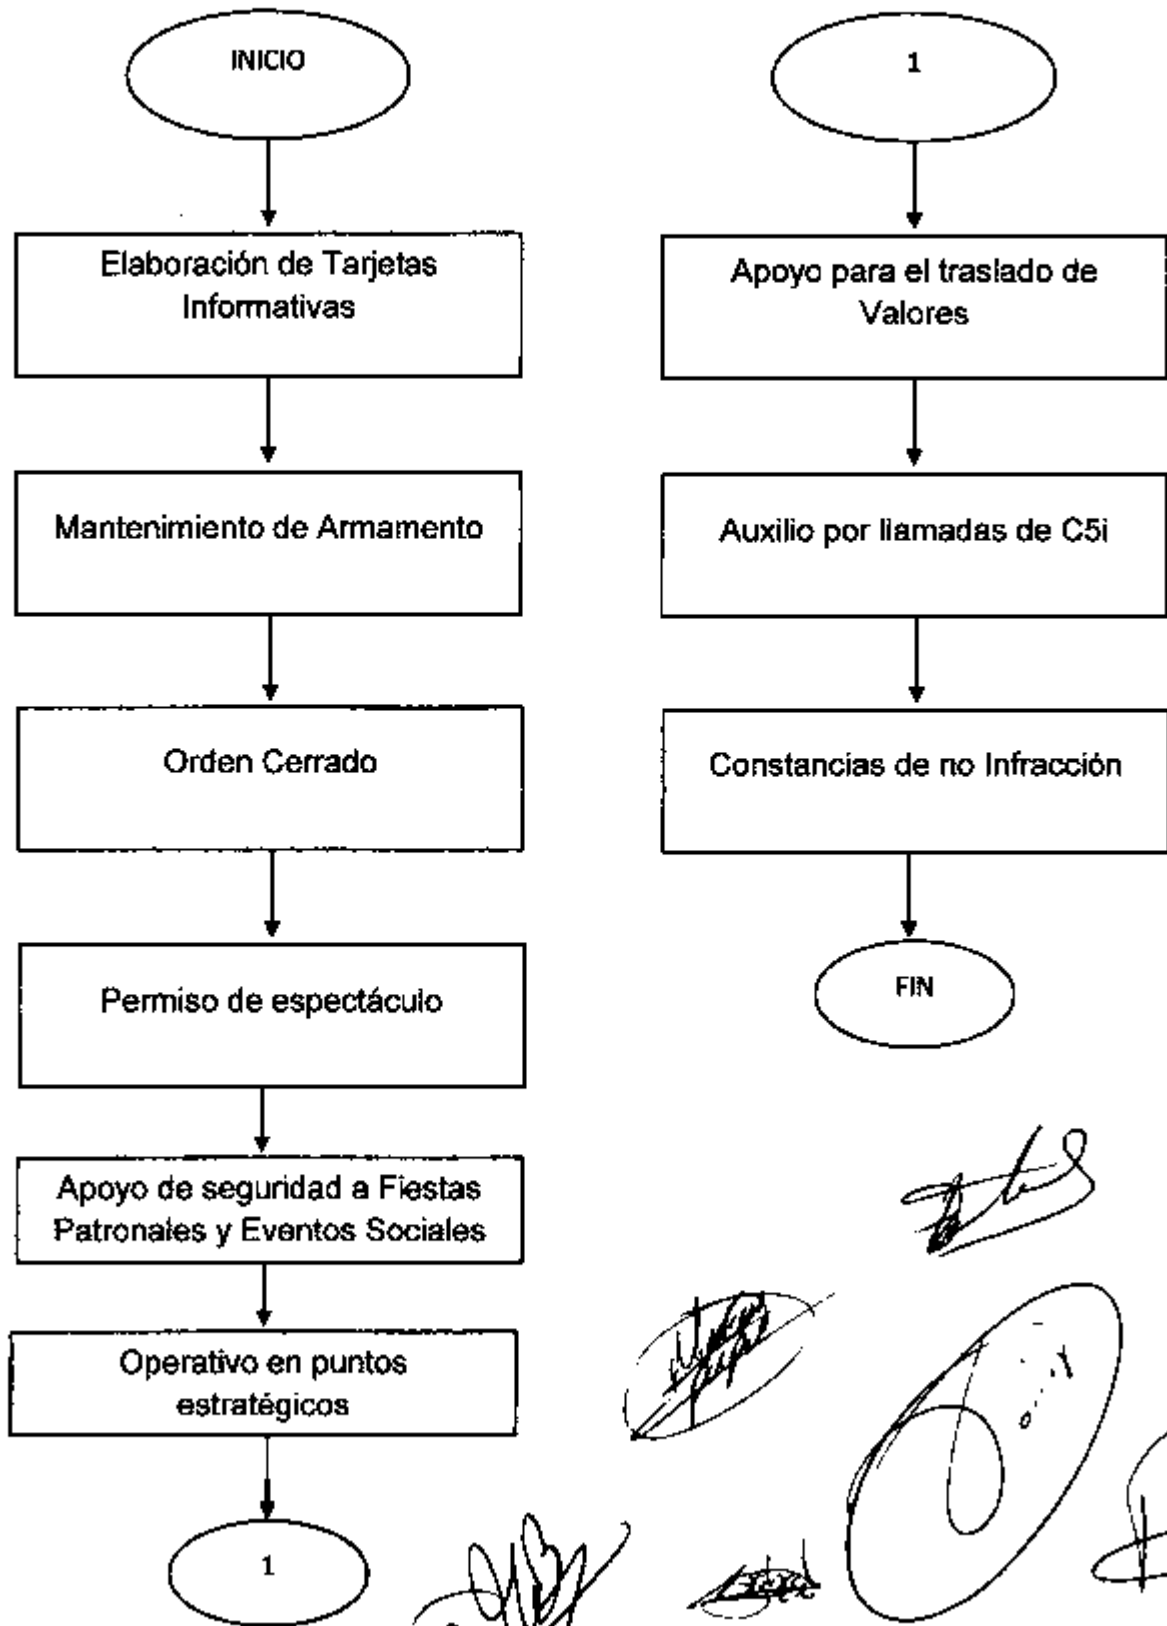 INICIO
Elaboración de Tarjetas
Informativas
Mantenimiento de Armamento
Orden Cerrado
Permiso de espectáculo
Apoyo de seguridad a Fiestas
Patronales y Eventos Sociales
Operativo en puntos
estratégicos
1
1
Apoyo para el traslado de
Valores
Auxilio por llamadas de C5i
Constancias de no Infracción
FIN